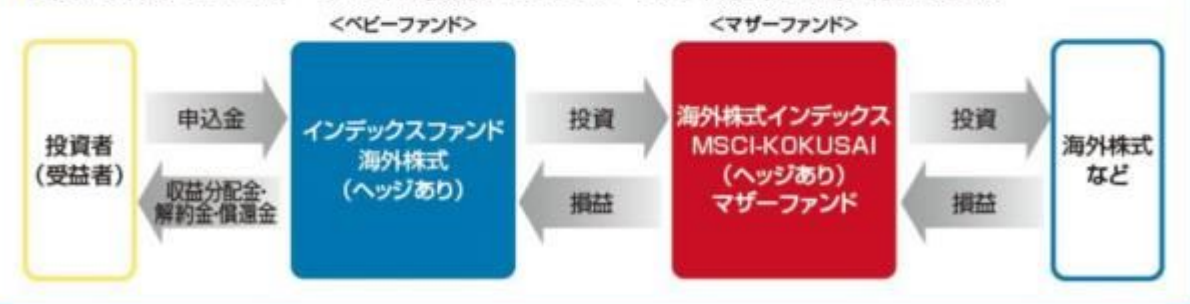 <ベビーファンド>
<マザーファンド>
投資者
(受益者)
申込金
収益分配金・
解約金・償還金
インデックスファンド
海外株式
(ヘッジあり)
投資
損益
海外株式インデックス
MSCI-KOKUSAI
(ヘッジあり)
マザーファンド
投資
損益
海外株式
など